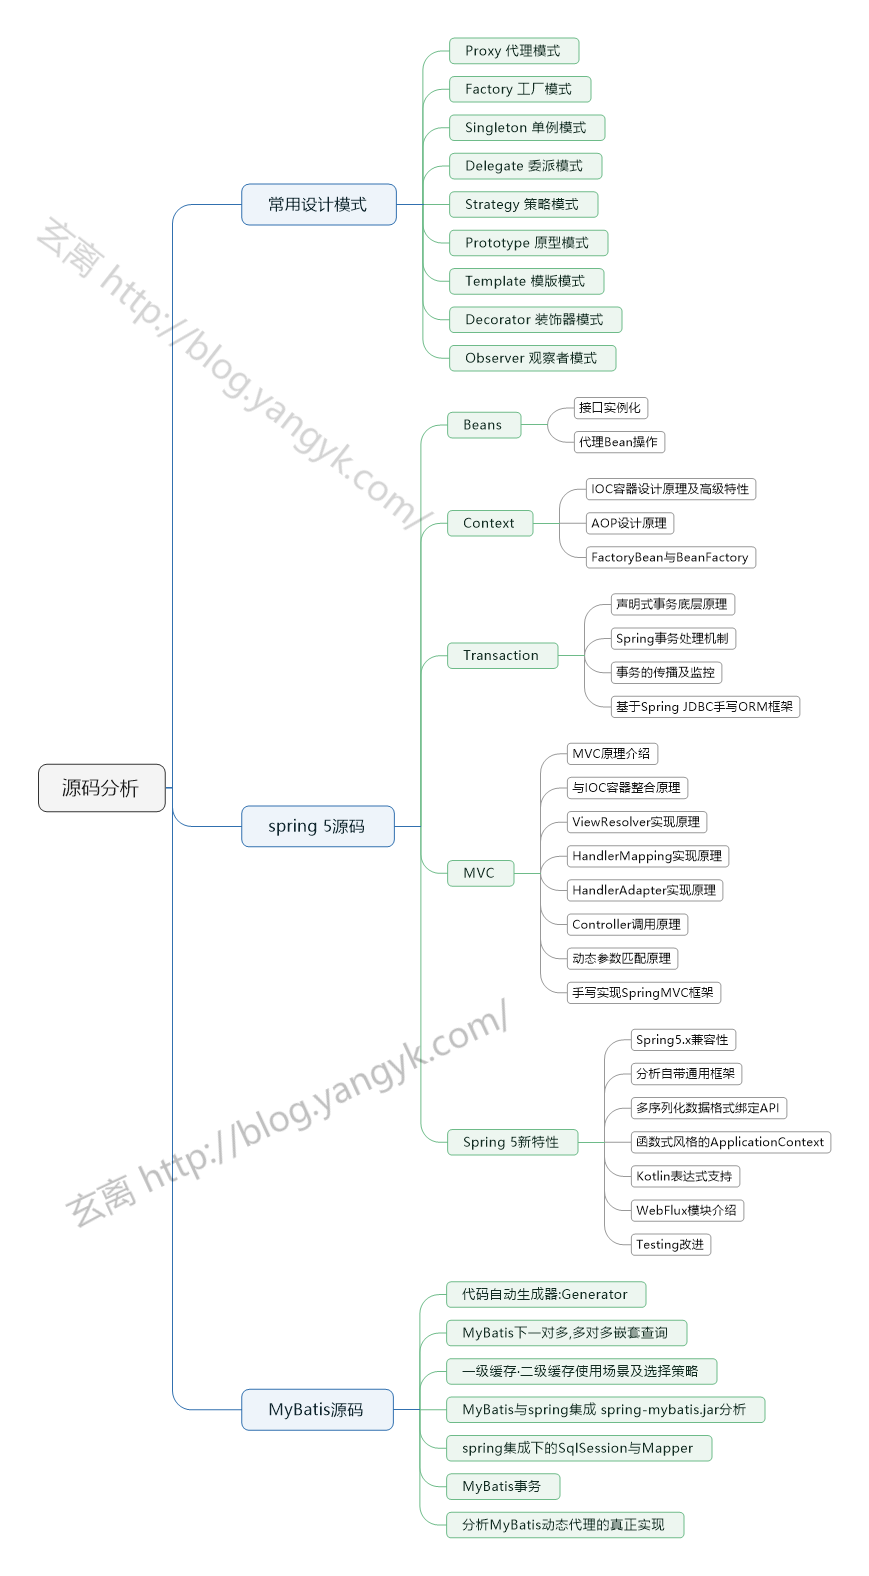 源码分析
常用设计模式
Proxy 代理模式
Factory 工厂模式
Singleton 单例模式
Delegate 委派模式
Strategy 策略模式
Prototype 原型模式
Template 模版模式
Decorator 装饰器模式
Observer 观察者模式
spring 5源码
Beans
接口实例化
代理Bean操作
Context
IOC容器设计原理及高级特性
AOP设计原理
FactoryBean与BeanFactory
Transaction
声明式事务底层原理
Spring事务处理机制
事务的传播及监控
基于Spring JDBC手写ORM框架
MVC
MVC原理介绍
与IOC容器整合原理
ViewResolver实现原理
HandlerMapping实现原理
HandlerAdapter实现原理
Controller调用原理
动态参数匹配原理
手写实现SpringMVC框架
Spring 5新特性
Spring5.x兼容性
分析自带通用框架
多序列化数据格式绑定API
函数式风格的ApplicationContext
Kotlin表达式支持
WebFlux模块介绍
Testing改进
MyBatis源码
代码自动生成器:Generator
MyBatis下一对多,多对多嵌套查询
一级缓存·二级缓存使用场景及选择策略
MyBatis与spring集成 spring-mybatis.jar分析
spring集成下的SqlSession与Mapper
MyBatis事务
分析MyBatis动态代理的真正实现
玄离 http://blog.yangyk.com/
玄离 http://blog.yangyk.com/